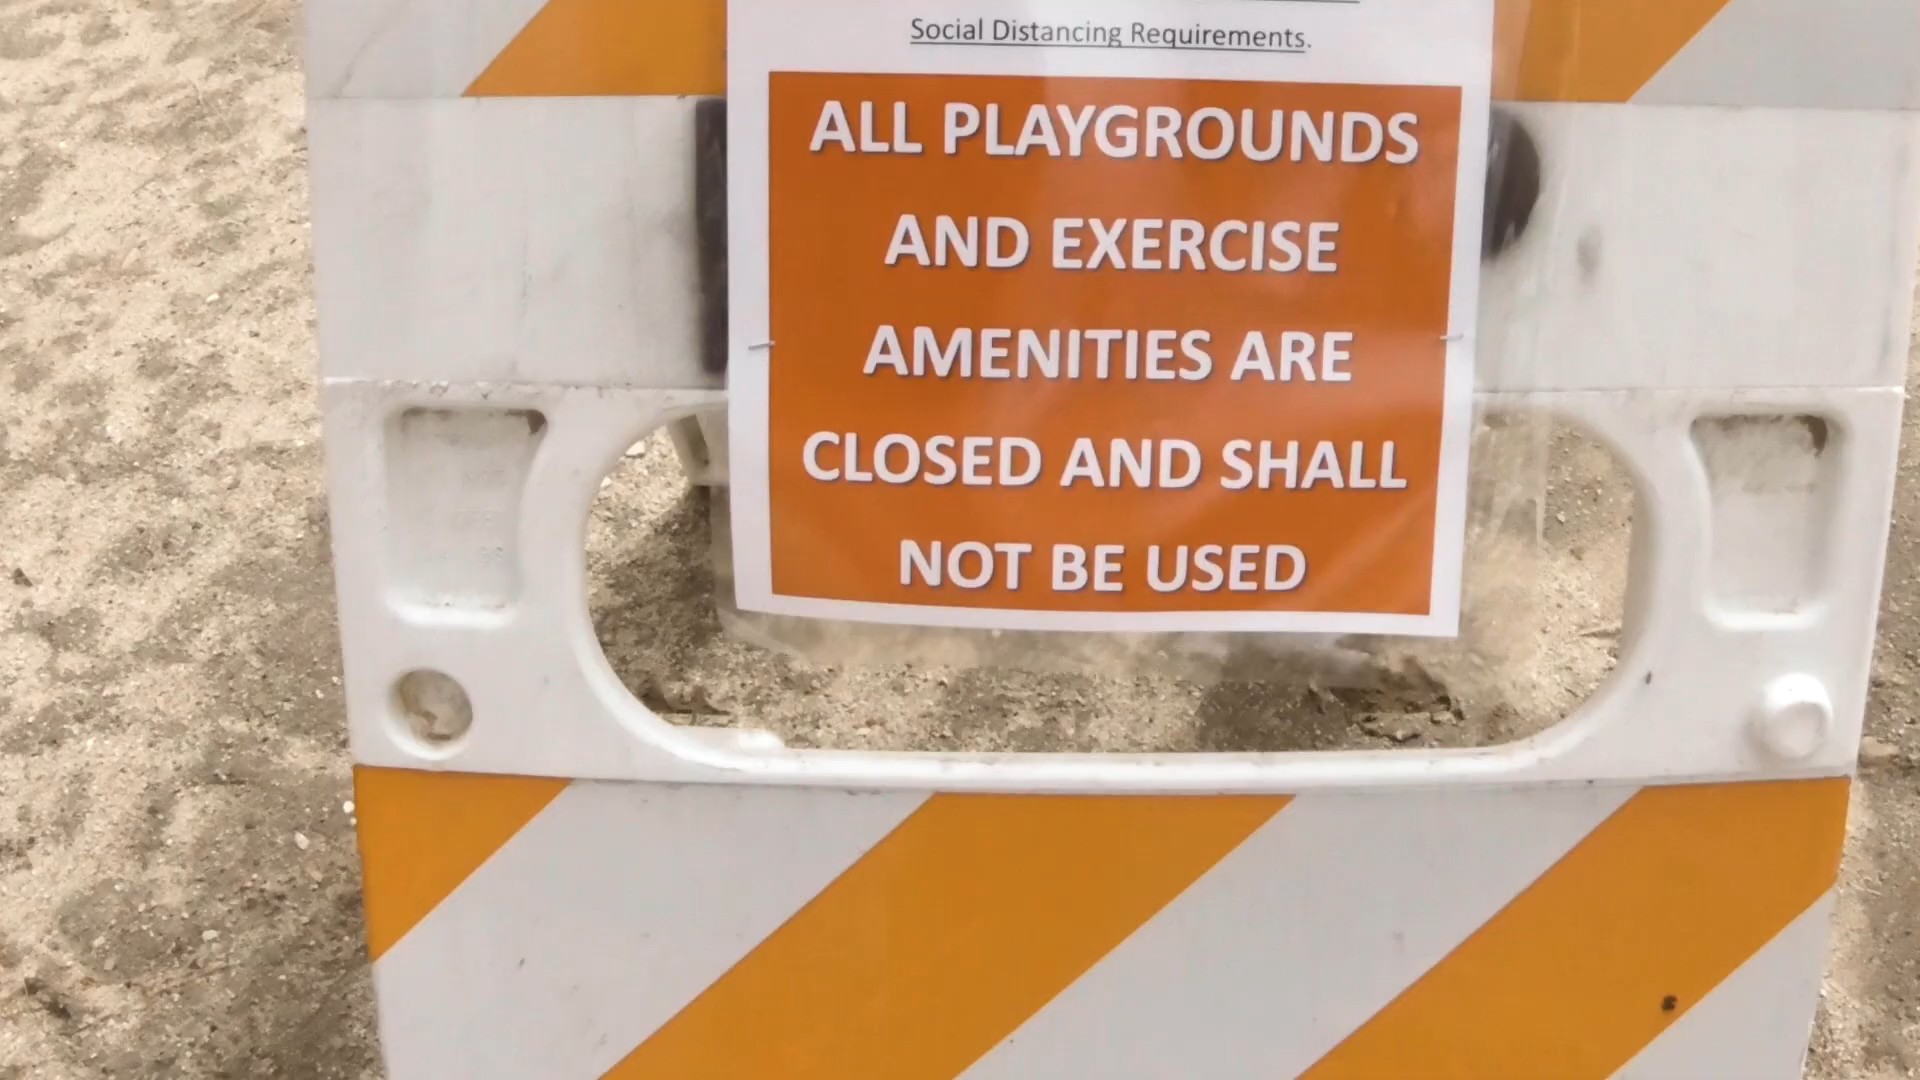 Social Distancing Requirements.
ALL PLAYGROUNDS
AND EXERCISE
AMENITIES ARE
CLOSED AND SHALL
NOT BE USED